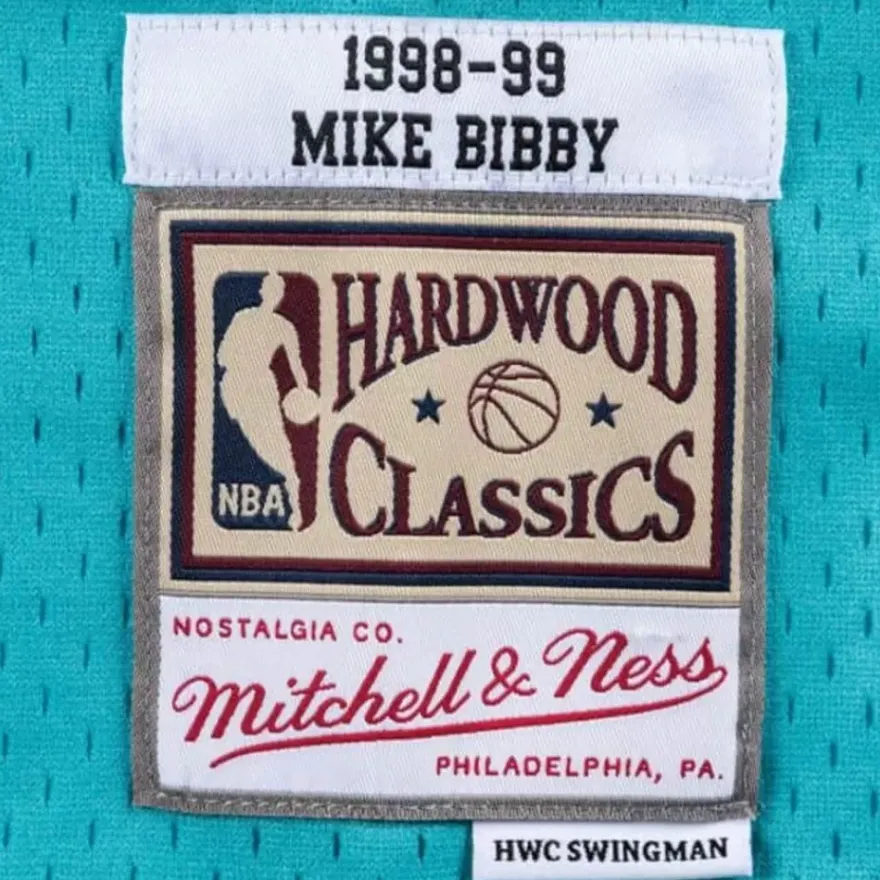 1998-99
MIKE BIBBY
HARDWOOD
CLASSICS
NBA
NOSTALGIA CO.
Mitchell & Ness
PHILADELPHIA, PA.
HWC SWINGMAN